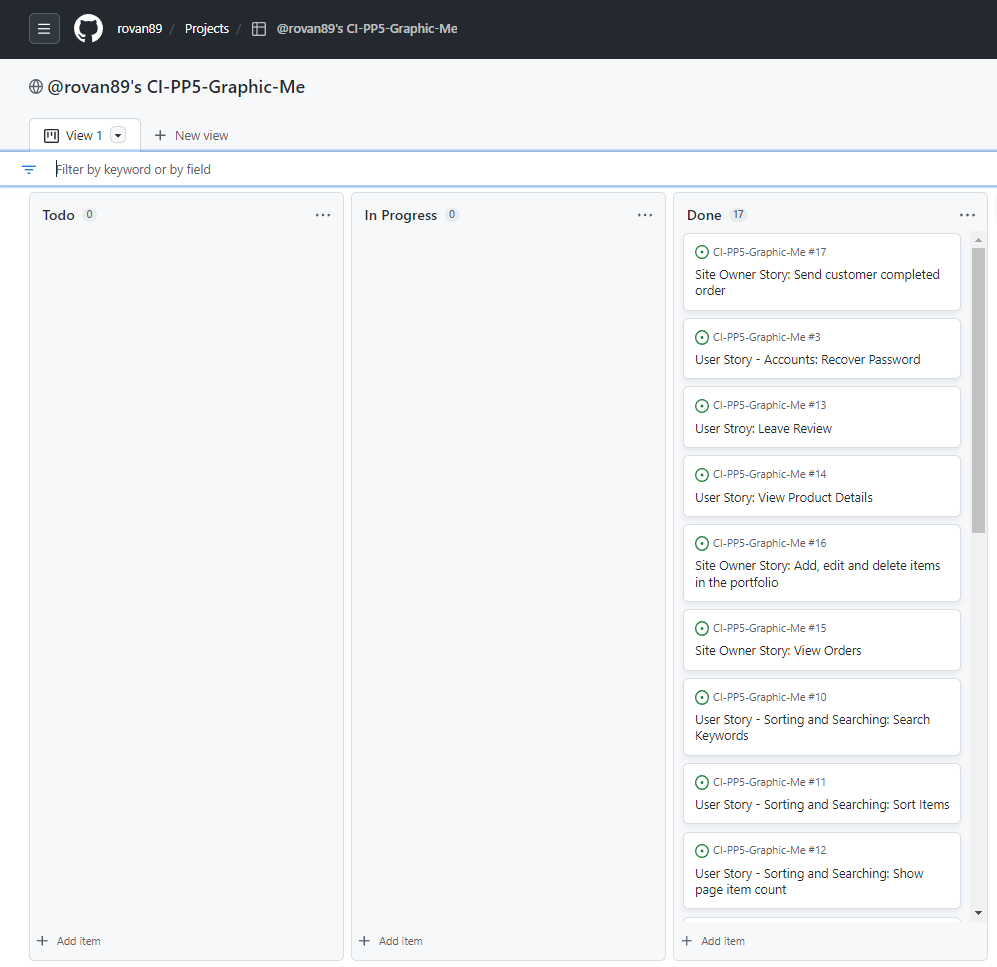 rovan89 / Projects / @rovan89's CI-PP5-Graphic-Me
@rovan89's CI-PP5-Graphic-Me
View 1
New view
Filter by keyword or by field
Todo 0
In Progress 0
Done 17
CI-PP5-Graphic-Me #17
Site Owner Story: Send customer completed
order
CI-PP5-Graphic-Me #3
User Story - Accounts: Recover Password
CI-PP5-Graphic-Me #13
User Stroy: Leave Review
CI-PP5-Graphic-Me #14
User Story: View Product Details
CI-PP5-Graphic-Me #16
Site Owner Story: Add, edit and delete items
in the portfolio
CI-PP5-Graphic-Me #15
Site Owner Story: View Orders
CI-PP5-Graphic-Me #10
User Story - Sorting and Searching: Search
Keywords
CI-PP5-Graphic-Me #11
User Story - Sorting and Searching: Sort Items
CI-PP5-Graphic-Me #12
User Story - Sorting and Searching: Show
page item count
Add item
Add item
Add item